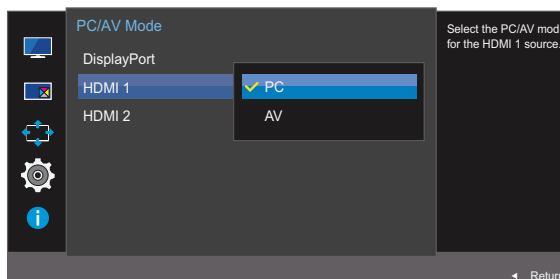 PC/AV Mode
DisplayPort
HDMI 1
PC
HDMI 2
AV
Select the PC/AV mod
for the HDMI 1 source.
Return